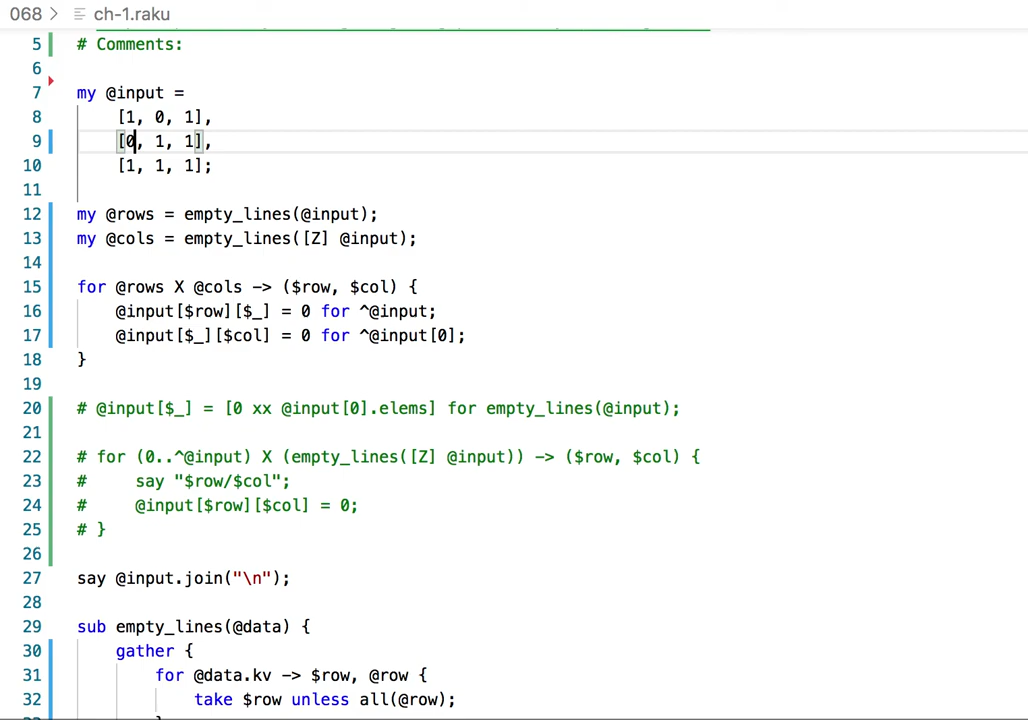 068 > ch-1.raku
5 # Comments:
6
7 my @input =
8     [1, 0, 1],
9     [0, 1, 1],
10     [1, 1, 1];
11
12 my @rows = empty_lines(@input);
13 my @cols = empty_lines([Z] @input);
14
15 for @rows X @cols -> ($row, $col) {
16     @input[$row][$_] = 0 for ^@input;
17     @input[$_][$col] = 0 for ^@input[0];
18 }
19
20 # @input[$_] = [0 xx @input[0].elems] for empty_lines(@input);
21
22 # for (0..^@input) X (empty_lines([Z] @input)) -> ($row, $col) {
23 #     say "$row/$col";
24 #     @input[$row][$col] = 0;
25 # }
26
27 say @input.join("\n");
28
29 sub empty_lines(@data) {
30     gather {
31         for @data.kv -> $row, @row {
32             take $row unless all(@row);